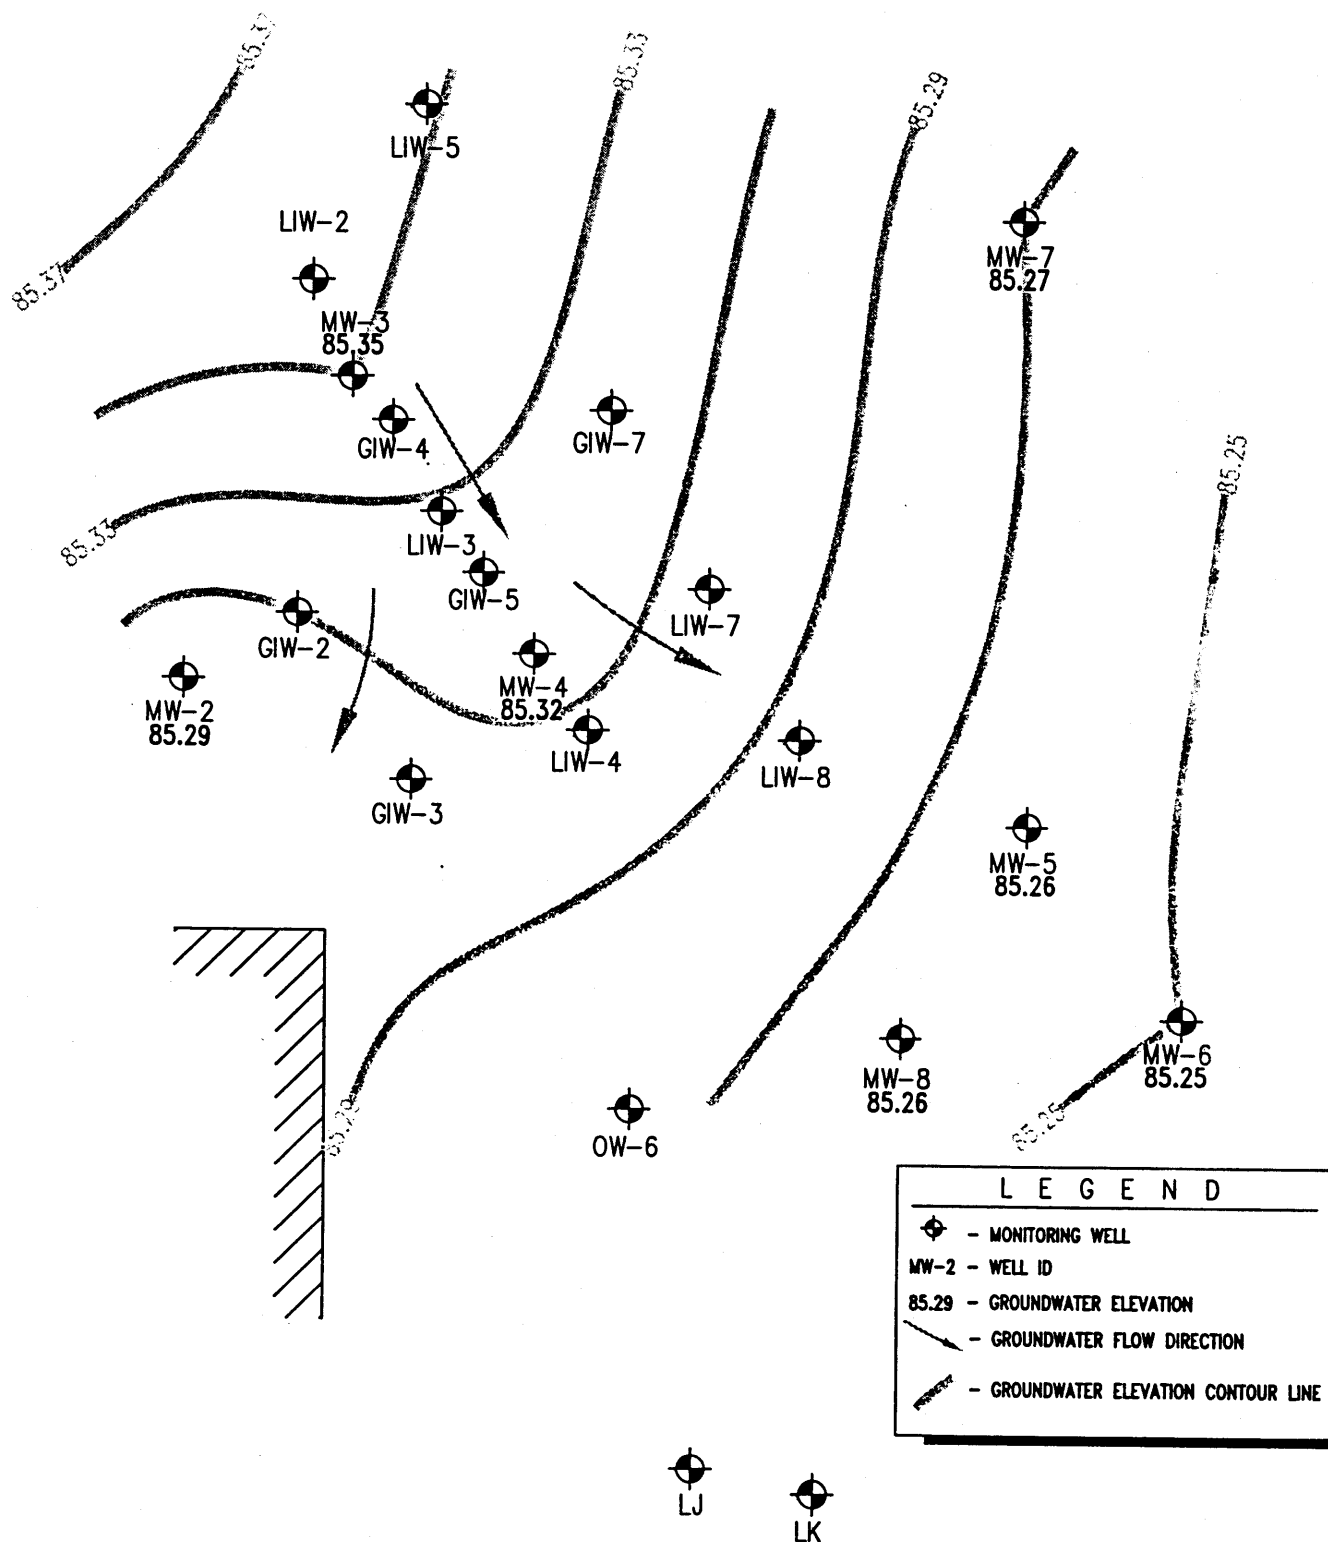 85.37
85.33
85.29
LIW-5
LIW-2
MW-7
85.27
85.37
MW-3
85.35
GIW-4
GIW-7
85.25
85.33
LIW-3
GIW-5
LIW-7
GIW-2
MW-4
85.32
MW-2
85.29
LIW-4
LIW-8
GIW-3
MW-5
85.26
MW-6
85.25
MW-8
85.26
85.29
85.25
OW-6
LEGEND
- MONITORING WELL
MW-2 - WELL ID
85.29 - GROUNDWATER ELEVATION
- GROUNDWATER FLOW DIRECTION
- GROUNDWATER ELEVATION CONTOUR LINE
LJ
LK